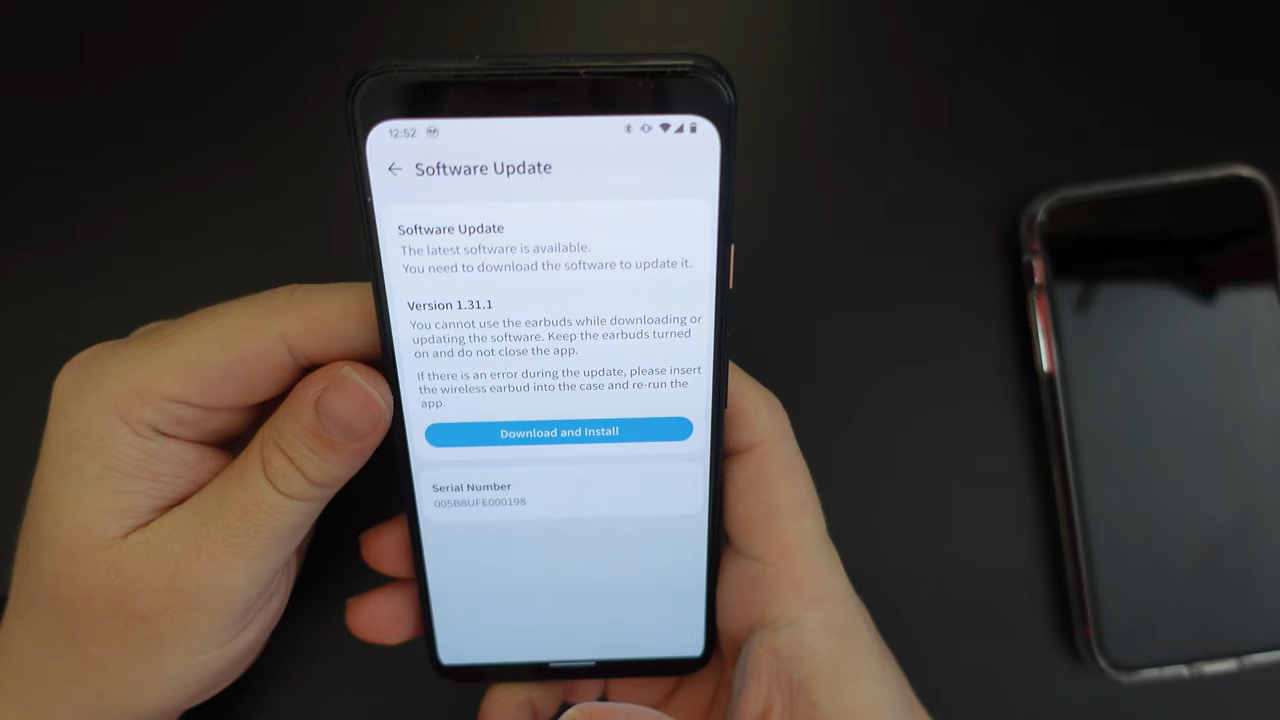 12:52
Software Update
Software Update
The latest software is available.
You need to download the software to update it.
Version 1.31.1
You cannot use the earbuds while downloading or
updating the software. Keep the earbuds turned
on and do not close the app.
If there is an error during the update, please insert
the wireless earbud into the case and re-run the
app.
Download and Install
Serial Number
005B8UFE000198